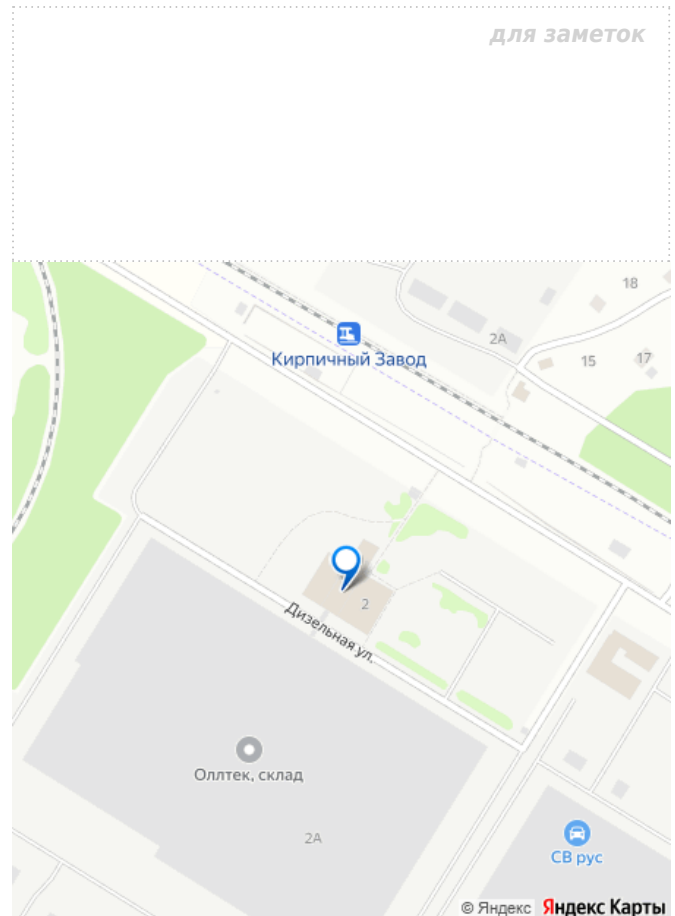 для заметок
18
2А
Кирпичный Завод
15
17
2
Дизельная ул.
Оллтек, склад
2А
СВ рус
© Яндекс Яндекс Карты